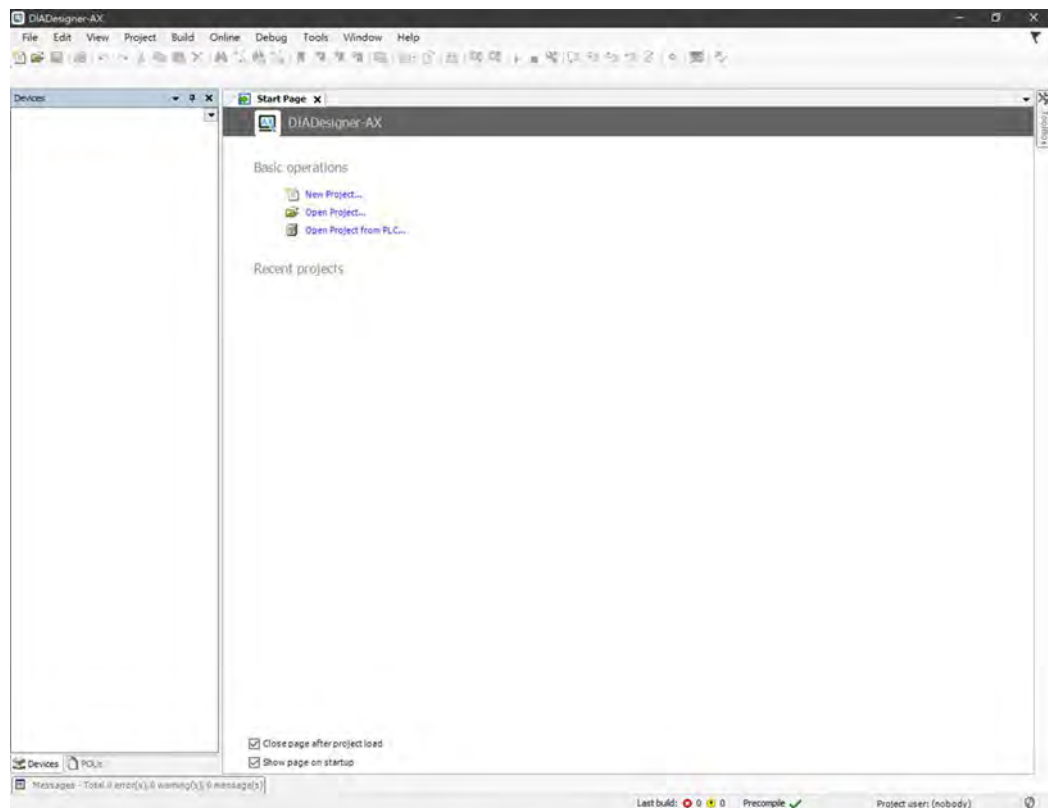 DIADesigner-AX
File Edit View Project Build Online Debug Tools Window Help
Devices
Start Page
Toolbox
DIADesigner-AX
Basic operations
New Project...
Open Project...
Open Project from PLC...
Recent projects
Close page after project load
Show page on startup
Devices POUs
Messages - Total 0 error(s), 0 warning(s), 0 message(s)
Last build: 0 0 Precompile Project user: (nobody)